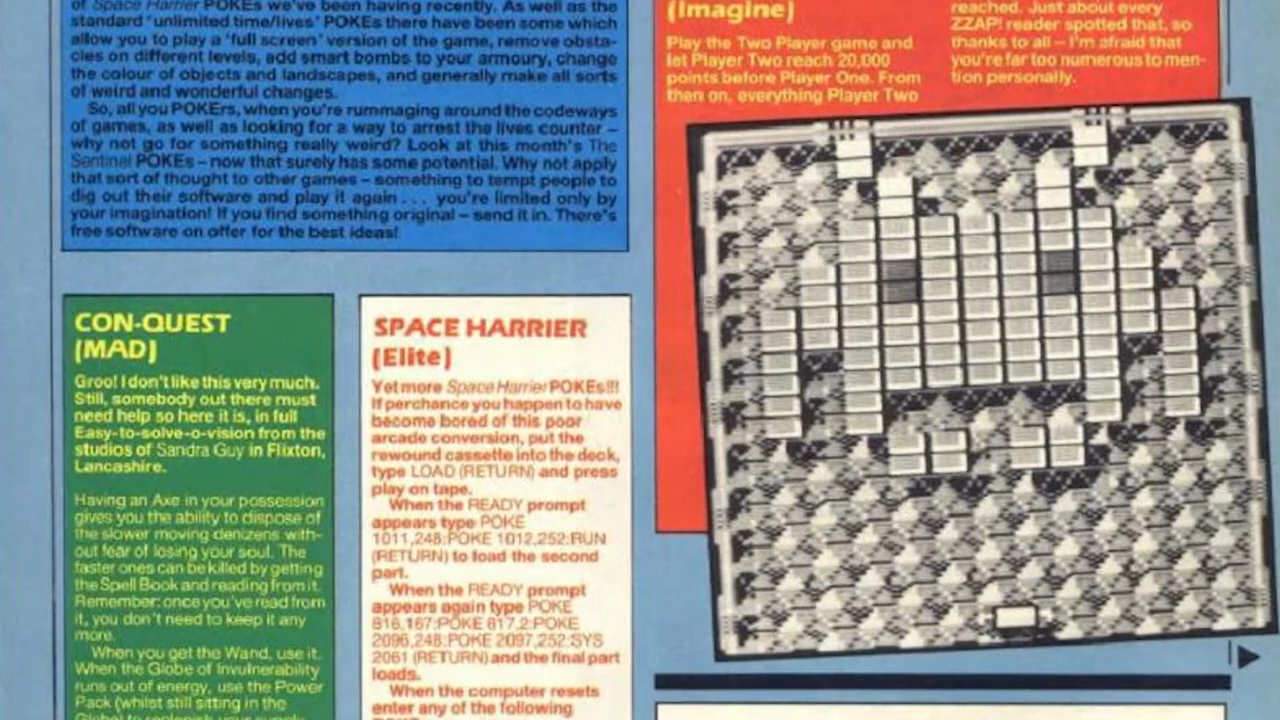 of Space Harrier POKEs we've been having recently. As well as the
standard 'unlimited time/lives' POKEs there have been some which
allow you to play a 'full screen' version of the game, remove obsta-
cles on different levels, add smart bombs to your armoury, change
the colour of objects and landscapes, and generally make all sorts
of weird and wonderful changes.
So, all you POKErs, when you're rummaging around the codeways
of games, as well as looking for a way to arrest the lives counter –
why not go for something really weird? Look at this month's The
Sentinel POKEs – now that surely has some potential. Why not apply
that sort of thought to other games – something to tempt people to
dig out their software and play it again . . . you're limited only by
your imagination! If you find something original – send it in. There's
free software on offer for the best ideas!
CON-QUEST
(MAD)
Groo! I don't like this very much.
Still, somebody out there must
need help so here it is, in full
Easy-to-solve-o-vision from the
studios of Sandra Guy in Flixton,
Lancashire.
Having an Axe in your possession
gives you the ability to dispose of
the slower moving denizens with-
out fear of losing your soul. The
faster ones can be killed by getting
the Spell Book and reading from it.
Remember: once you've read from
it, you don't need to keep it any
more.
When you get the Wand, use it.
When the Globe of Invulnerability
runs out of energy, use the Power
Pack (whilst still sitting in the
Globe) to replenish your supply
SPACE HARRIER
(Elite)
Yet more Space Harrier POKEs!!!
If perchance you happen to have
become bored of this poor
arcade conversion, put the
rewound cassette into the deck,
type LOAD (RETURN) and press
play on tape.
When the READY prompt
appears type POKE
1011,248:POKE 1012,252:RUN
(RETURN) to load the second
part.
When the READY prompt
appears again type POKE
816,167:POKE 817,2:POKE
2096,248:POKE 2097,252:SYS
2061 (RETURN) and the final part
loads.
When the computer resets
enter any of the following
(Imagine)
Play the Two Player game and
let Player Two reach 20,000
points before Player One. From
then on, everything Player Two
reached. Just about every
ZZAP! reader spotted that, so
thanks to all – I'm afraid that
you're far too numerous to men-
tion personally.